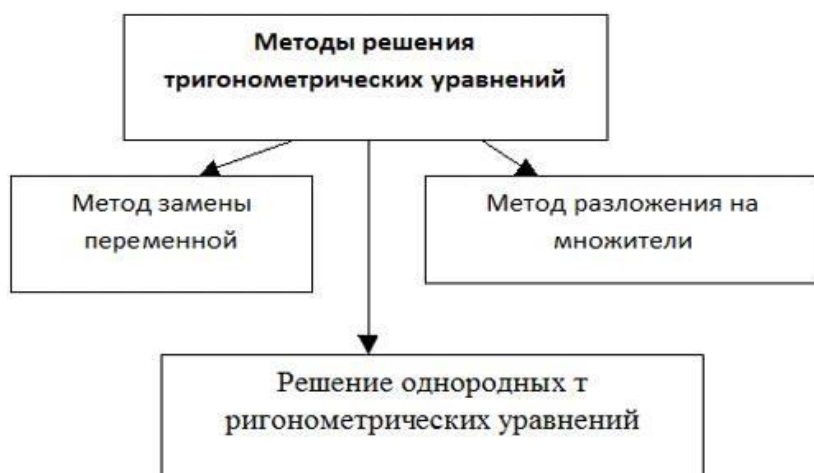 Методы решения
тригонометрических уравнений
Метод замены
переменной
Метод разложения на
множители
Решение однородных т
ригонометрических уравнений